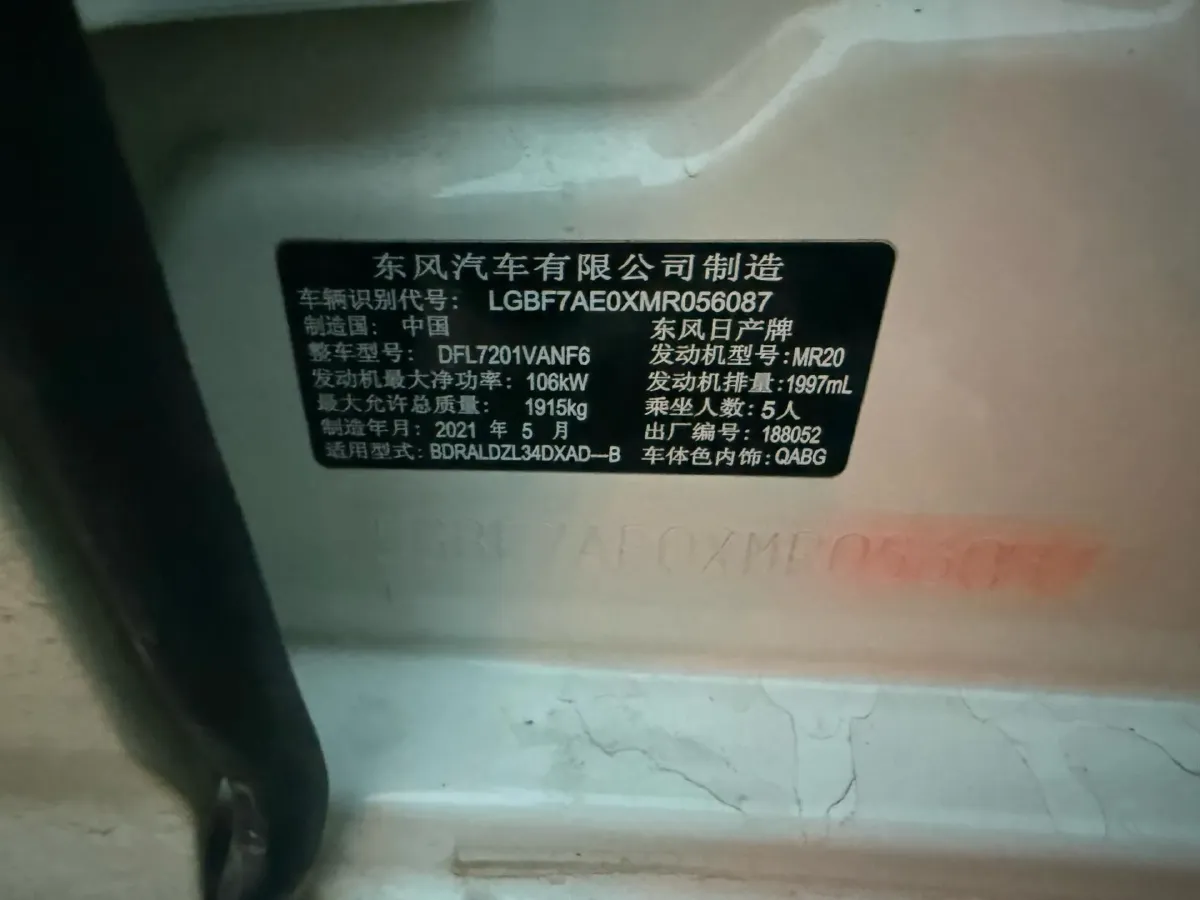 东风汽车有限公司制造
车辆识别代号： LGBF7AE0XMR056087
制造国： 中国 东风日产牌
整车型号： DFL7201VANF6 发动机型号:MR20
发动机最大净功率： 106kW 发动机排量:1997mL
最大允许总质量： 1915kg 乘坐人数:5人
制造年月: 2021 年 5 月 出厂编号: 188052
适用型式: BDRALDZL34DXAD—B 车体色内饰:QABG